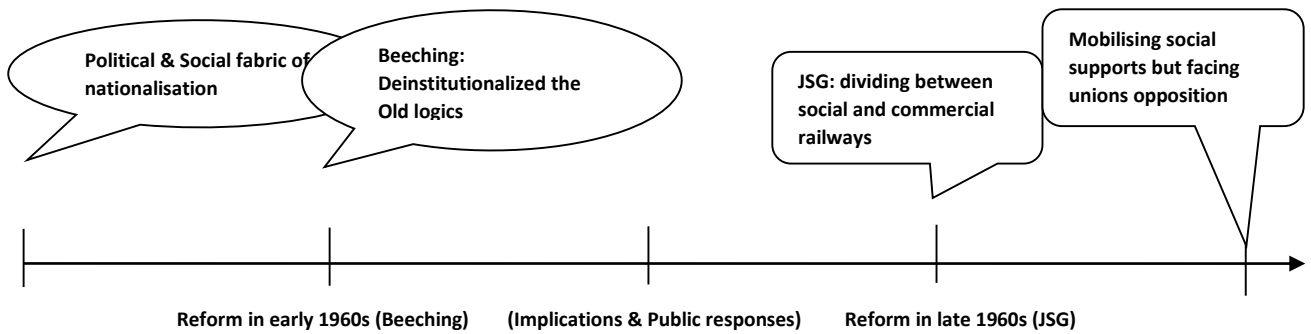 Political & Social fabric of
nationalisation
Beeching:
Deinstitutionalized the
Old logics
JSG: dividing between
social and commercial
railways
Mobilising social
supports but facing
unions opposition
Reform in early 1960s (Beeching)
(Implications & Public responses)
Reform in late 1960s (JSG)